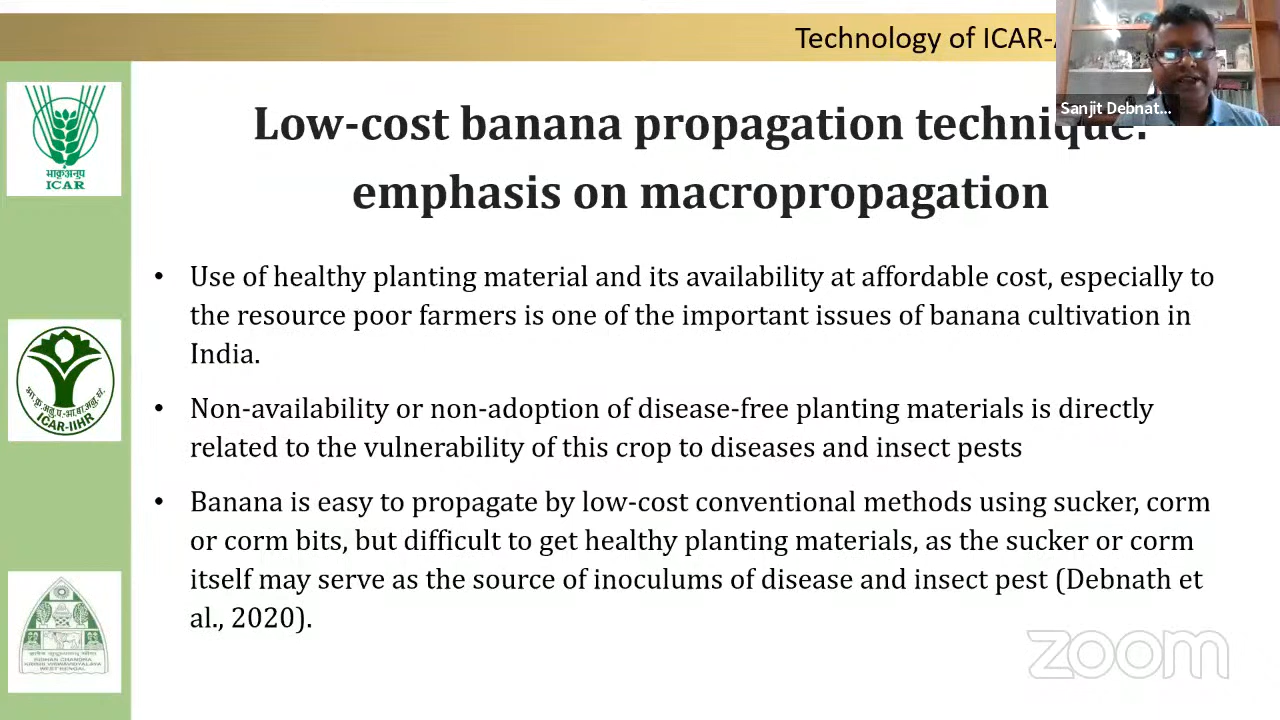 Technology of ICAR-
Sanjit Debnat...
Low-cost banana propagation technique:
emphasis on macropropagation
ICAR
• Use of healthy planting material and its availability at affordable cost, especially to
the resource poor farmers is one of the important issues of banana cultivation in
India.
ICAR-IIHR
• Non-availability or non-adoption of disease-free planting materials is directly
related to the vulnerability of this crop to diseases and insect pests
• Banana is easy to propagate by low-cost conventional methods using sucker, corm
or corm bits, but difficult to get healthy planting materials, as the sucker or corm
itself may serve as the source of inoculums of disease and insect pest (Debnath et
al., 2020).
zoom